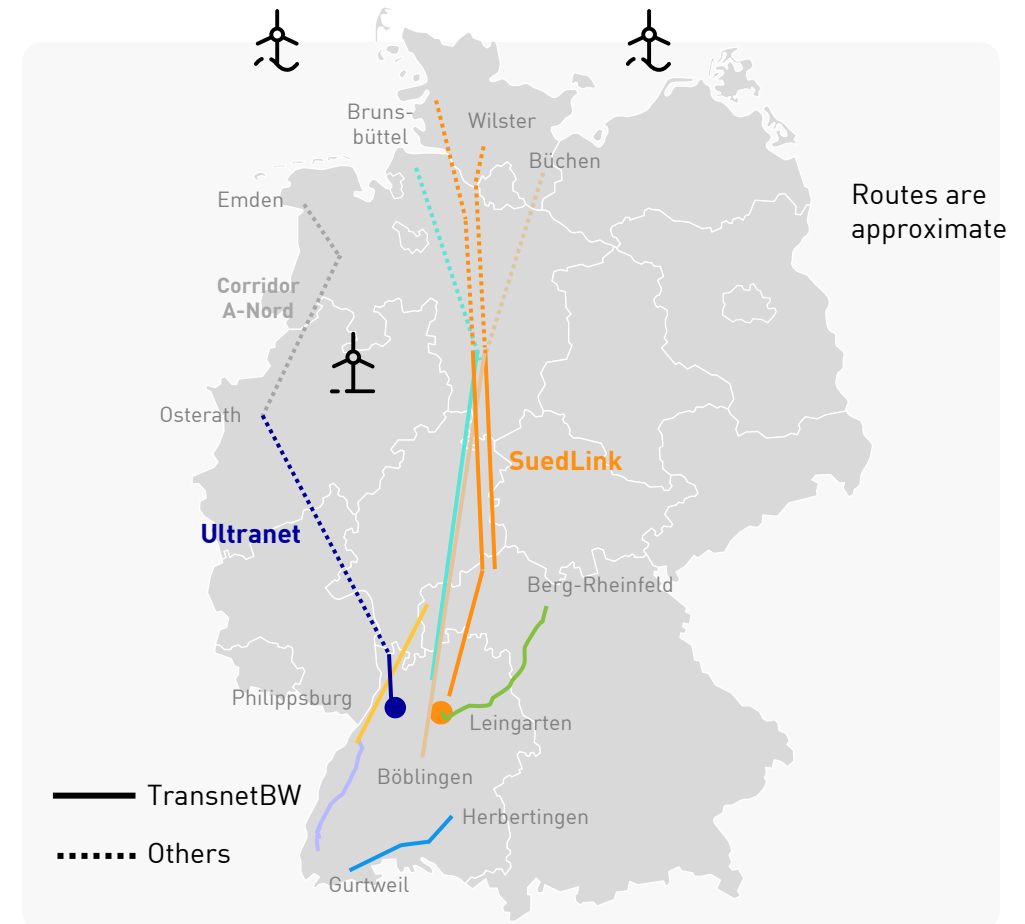 Bruns-
büttel
Wilster
Büchen
Emden
Routes are
approximate
Corridor
A-Nord
Osterath
SuedLink
Ultranet
Berg-Rheinfeld
Philippsburg
Leingarten
Böblingen
TransnetBW
Herbertingen
Others
Gurtweil